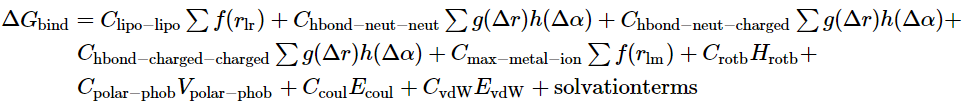 ΔG_bind = C_lipo−lipo ∑ f(r_lr) + C_hbond−neut−neut ∑ g(Δr)h(Δα) + C_hbond−neut−charged ∑ g(Δr)h(Δα)+
C_hbond−charged−charged ∑ g(Δr)h(Δα) + C_max−metal−ion ∑ f(r_lm) + C_rotb H_rotb+
C_polar−phob V_polar−phob + C_coul E_coul + C_vdW E_vdW + solvationterms